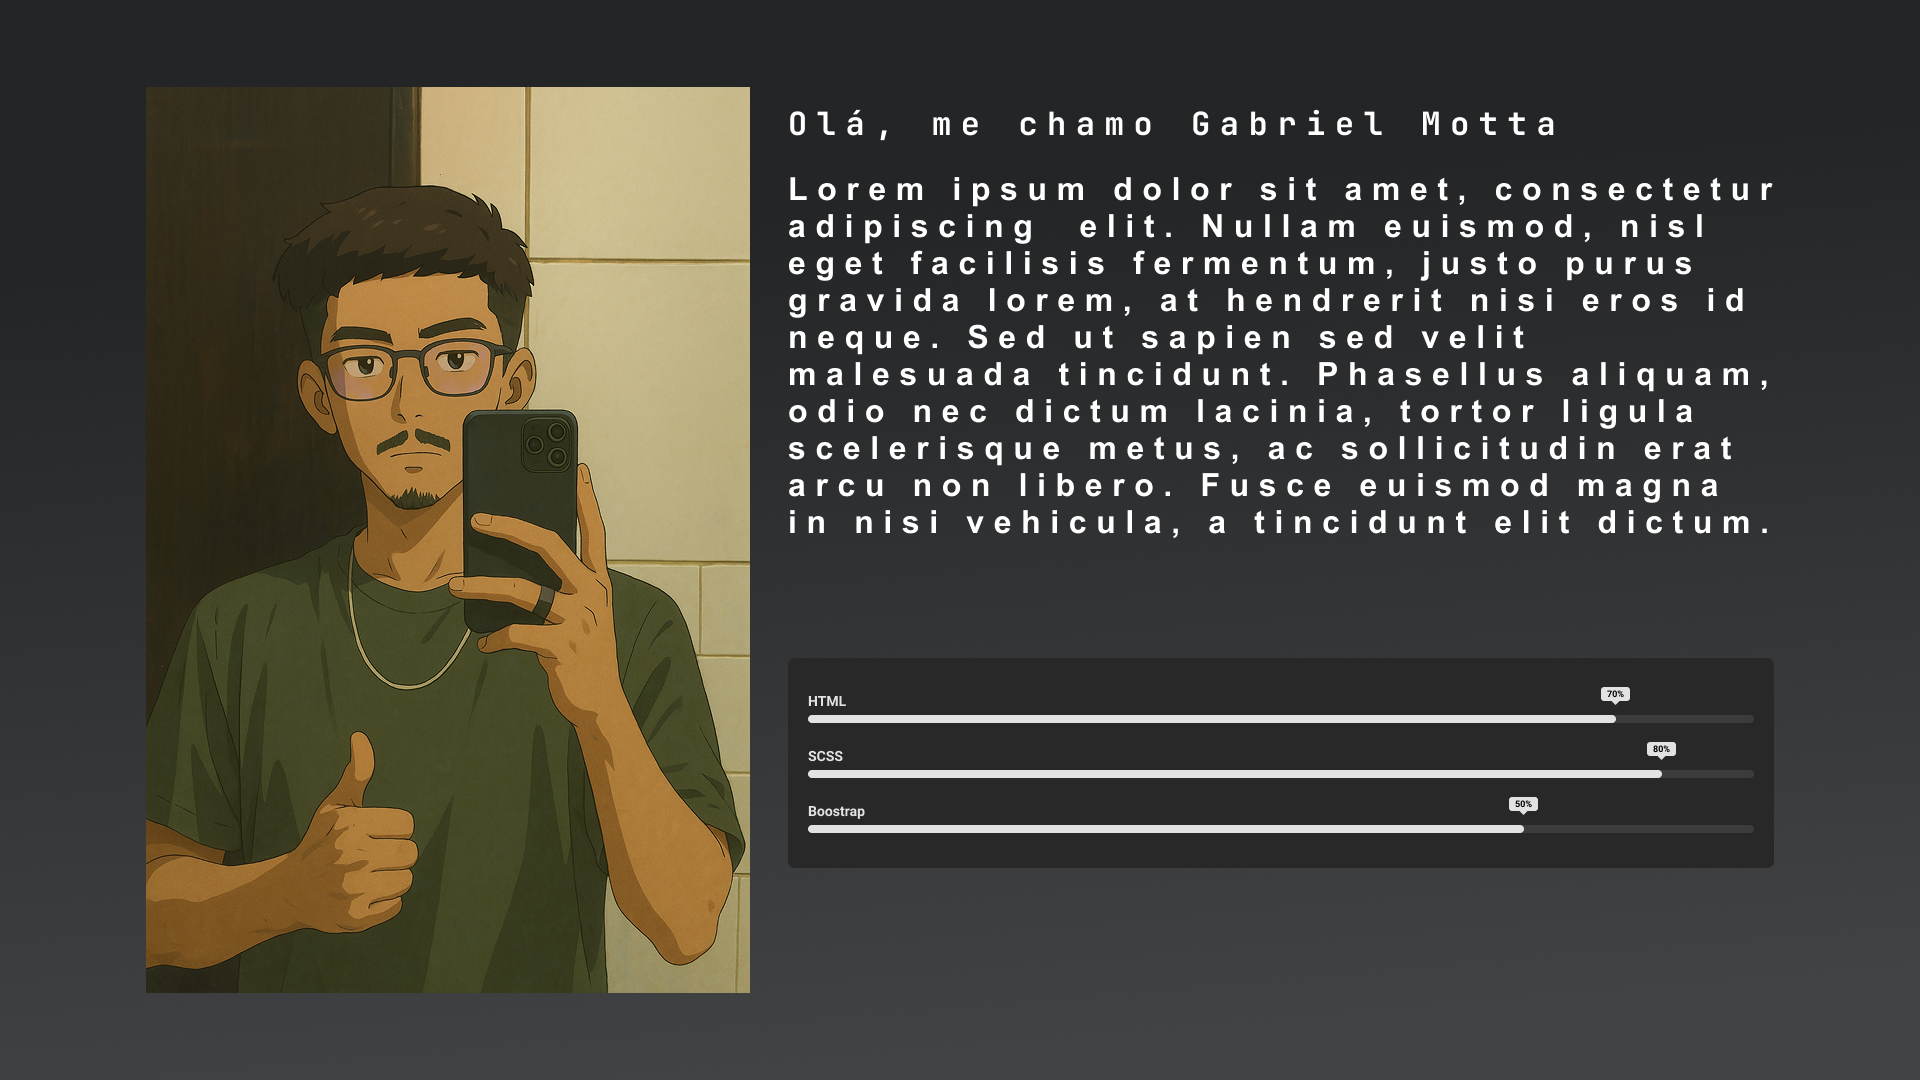 Olá, me chamo Gabriel Motta
Lorem ipsum dolor sit amet, consectetur
adipiscing elit. Nullam euismod, nisl
eget facilisis fermentum, justo purus
gravida lorem, at hendrerit nisi eros id
neque. Sed ut sapien sed velit
malesuada tincidunt. Phasellus aliquam,
odio nec dictum lacinia, tortor ligula
scelerisque metus, ac sollicitudin erat
arcu non libero. Fusce euismod magna
in nisi vehicula, a tincidunt elit dictum.
HTML
70%
SCSS
80%
Boostrap
50%